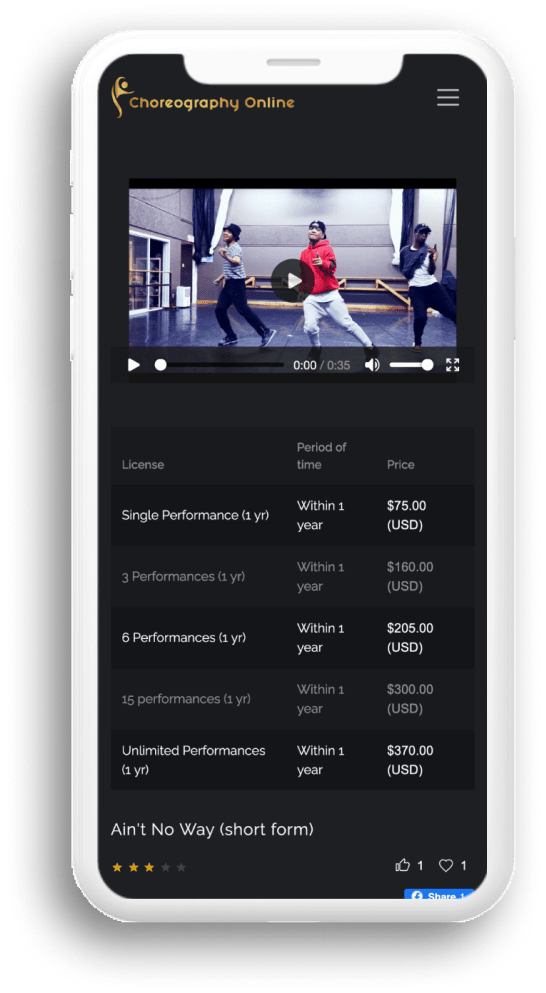 Choreography Online
0:00 / 0:35
License Period of time Price
Single Performance (1 yr) Within 1 year $75.00 (USD)
3 Performances (1 yr) Within 1 year $160.00 (USD)
6 Performances (1 yr) Within 1 year $205.00 (USD)
15 performances (1 yr) Within 1 year $300.00 (USD)
Unlimited Performances (1 yr) Within 1 year $370.00 (USD)
Ain't No Way (short form)
1 1
Share